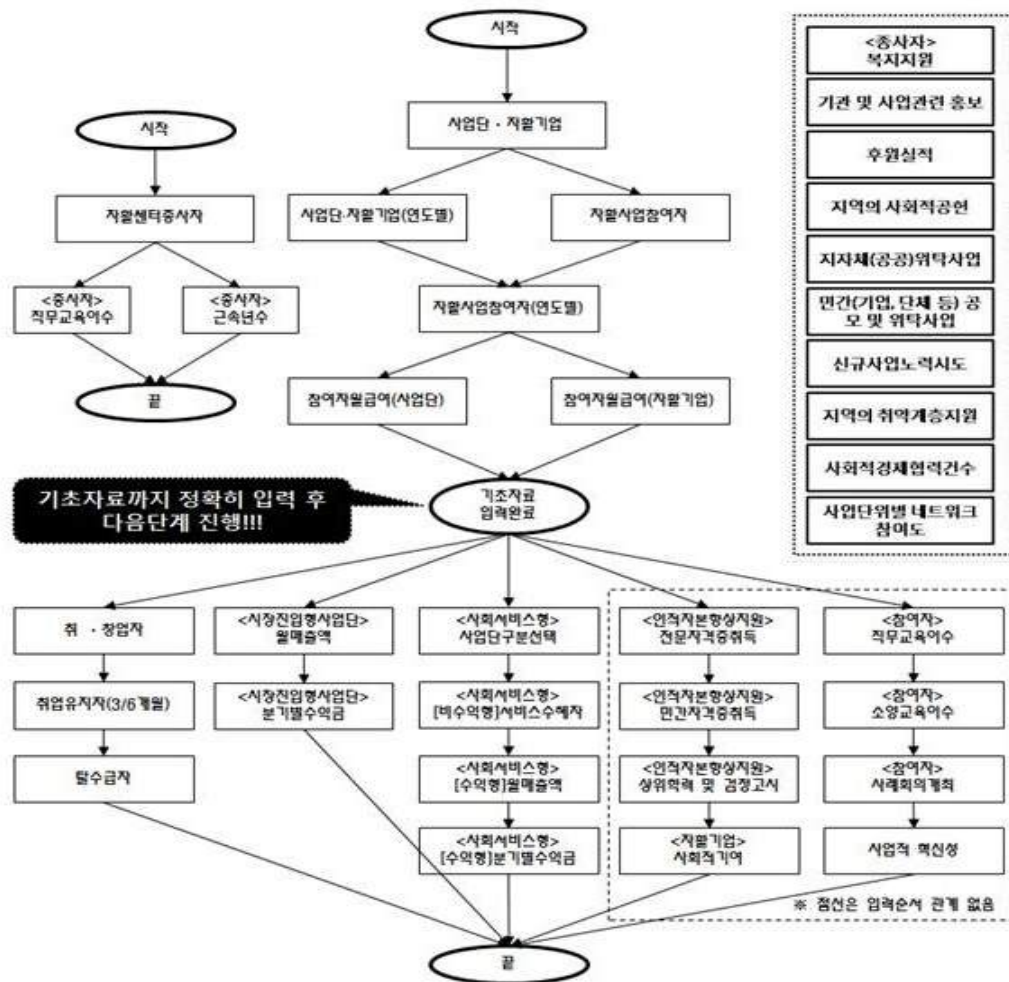 시작
사업단 · 자활기업
시작
자활센터종사자
사업단·자활기업(연도별)
자활사업참여자
<종사자>
직무교육이수
<종사자>
근속년수
자활사업참여자(연도별)
끝
참여자월급여(사업단)
참여자월급여(자활기업)
기초자료까지 정확히 입력 후
다음단계 진행!!!
기초자료
입력완료
<종사자>
복지지원
기관 및 사업관련 홍보
후원실적
지역의 사회적공헌
지자체(공공)위탁사업
민간(기업, 단체 등) 공
모 및 위탁사업
신규사업노력시도
지역의 취약계층지원
사회적경제협력건수
사업단위별 네트워크
참여도
취 · 창업자
취업유지자(3/6개월)
탈수급자
<시장진입형사업단>
월매출액
<시장진입형사업단>
분기별수익금
<사회서비스형>
사업단구분선택
<사회서비스형>
[비수익형]서비스수혜자
<사회서비스형>
[수익형]월매출액
<사회서비스형>
[수익형]분기별수익금
<인적자본향상지원>
전문자격증취득
<인적자본향상지원>
민간자격증취득
<인적자본향상지원>
상위학력 및 검정고시
<자활기업>
사회적기여
<참여자>
직무교육이수
<참여자>
소양교육이수
<참여자>
사례회의개최
사업적 혁신성
※ 점선은 입력순서 관계 없음
끝